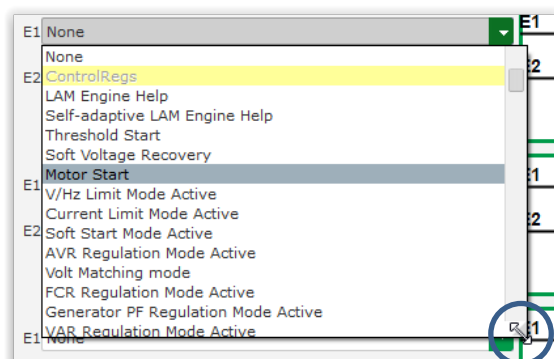 E1 None E1
None
E2 ControlRegs E2
LAM Engine Help
Self-adaptive LAM Engine Help
Threshold Start
Soft Voltage Recovery
E1 Motor Start E1
V/Hz Limit Mode Active
Current Limit Mode Active
E2 Soft Start Mode Active E2
AVR Regulation Mode Active
Volt Matching mode
FCR Regulation Mode Active
Generator PF Regulation Mode Active
VAR Regulation Mode Active
E1 None E1